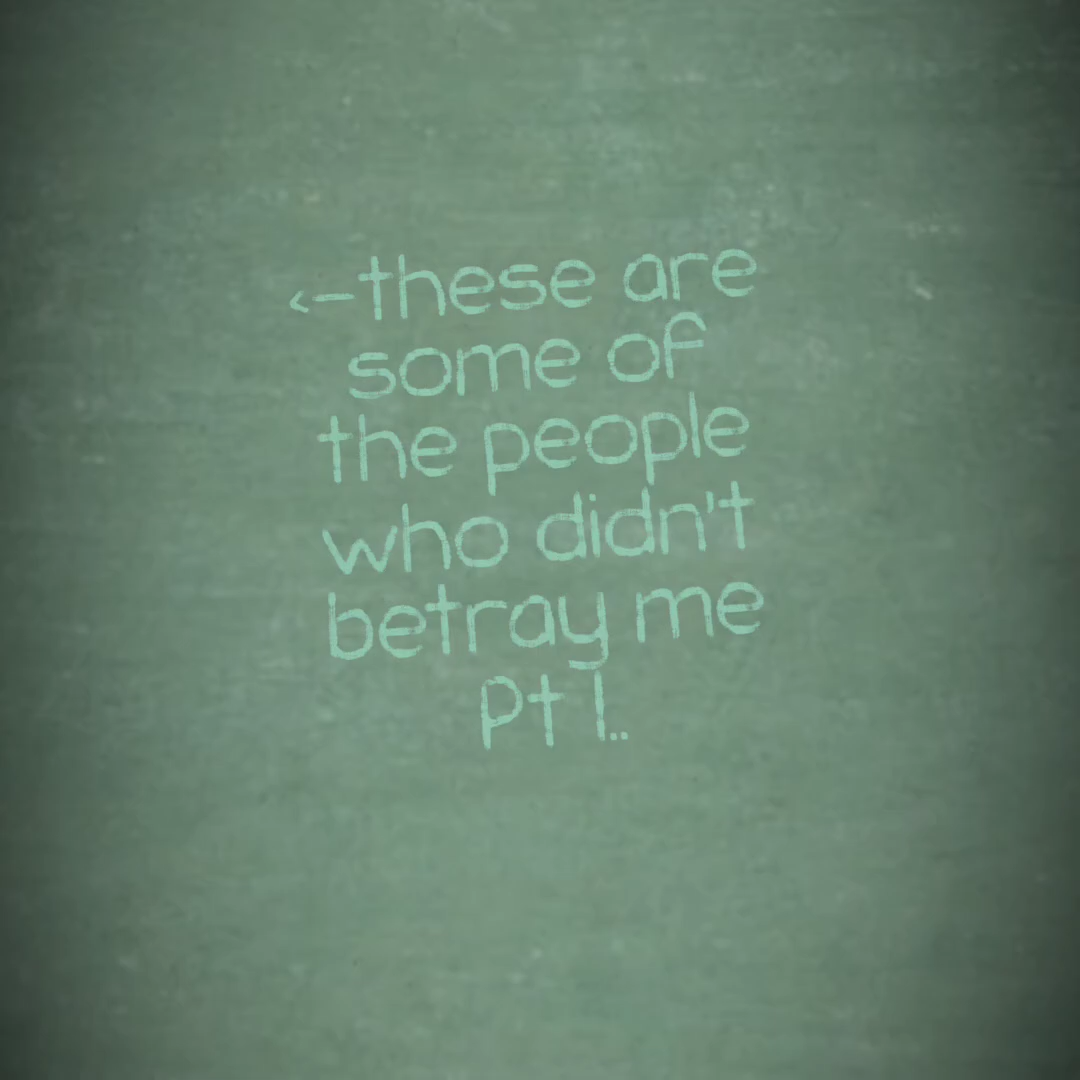 <-these are
some of
the people
who didn't
betray me
Pt 1..